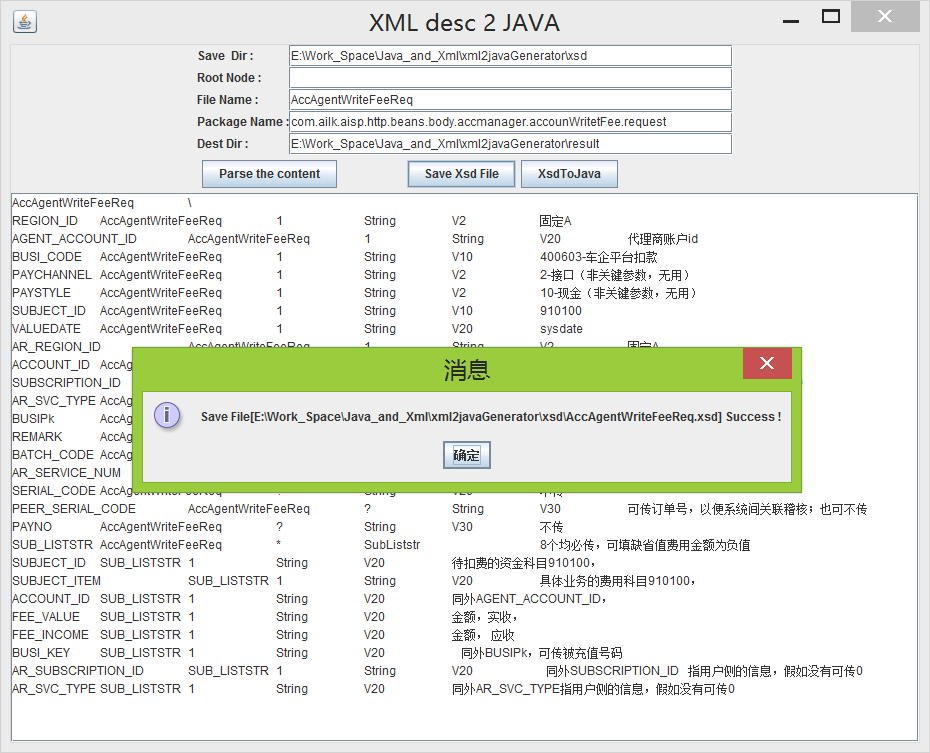 XML desc 2 JAVA
Save Dir : E:\Work_Space\Java_and_Xml\xml2javaGenerator\xsd
Root Node :
File Name : AccAgentWriteFeeReq
Package Name : com.ailk.aisp.http.beans.body.accmanager.accounWritetFee.request
Dest Dir : E:\Work_Space\Java_and_Xml\xml2javaGenerator\result
Parse the content Save Xsd File XsdToJava
AccAgentWriteFeeReq \
REGION_ID AccAgentWriteFeeReq 1 String V2 固定A
AGENT_ACCOUNT_ID AccAgentWriteFeeReq 1 String V20 代理商账户id
BUSI_CODE AccAgentWriteFeeReq 1 String V10 400603-车企平台扣款
PAYCHANNEL AccAgentWriteFeeReq 1 String V2 2-接口（非关键参数，无用）
PAYSTYLE AccAgentWriteFeeReq 1 String V2 10-现金（非关键参数，无用）
SUBJECT_ID AccAgentWriteFeeReq 1 String V10 910100
VALUEDATE AccAgentWriteFeeReq 1 String V20 sysdate
AR_REGION_ID AccAgentWriteFeeReq 1 String V2 固定A
ACCOUNT_ID AccAg
SUBSCRIPTION_ID
AR_SVC_TYPE AccAg
BUSIPk AccAg
REMARK AccAg
BATCH_CODE AccAg
AR_SERVICE_NUM
SERIAL_CODE AccAg ? String V20 不传
消息
Save File[E:\Work_Space\Java_and_Xml\xml2javaGenerator\xsd\AccAgentWriteFeeReq.xsd] Success !
确定
PEER_SERIAL_CODE AccAgentWriteFeeReq ? String V30 可传订单号，以便系统间关联稽核；也可不传
PAYNO AccAgentWriteFeeReq ? String V30 不传
SUB_LISTSTR AccAgentWriteFeeReq * SubListstr 8个均必传，可填缺省值费用金额为负值
SUBJECT_ID SUB_LISTSTR 1 String V20 待扣费的资金科目910100，
SUBJECT_ITEM SUB_LISTSTR 1 String V20 具体业务的费用科目910100，
ACCOUNT_ID SUB_LISTSTR 1 String V20 同外AGENT_ACCOUNT_ID，
FEE_VALUE SUB_LISTSTR 1 String V20 金额，实收，
FEE_INCOME SUB_LISTSTR 1 String V20 金额， 应收
BUSI_KEY SUB_LISTSTR 1 String V20 同外BUSIPk，可传被充值号码
AR_SUBSCRIPTION_ID SUB_LISTSTR 1 String V20 同外SUBSCRIPTION_ID 指用户侧的信息，假如没有可传0
AR_SVC_TYPE SUB_LISTSTR 1 String V20 同外AR_SVC_TYPE指用户侧的信息，假如没有可传0